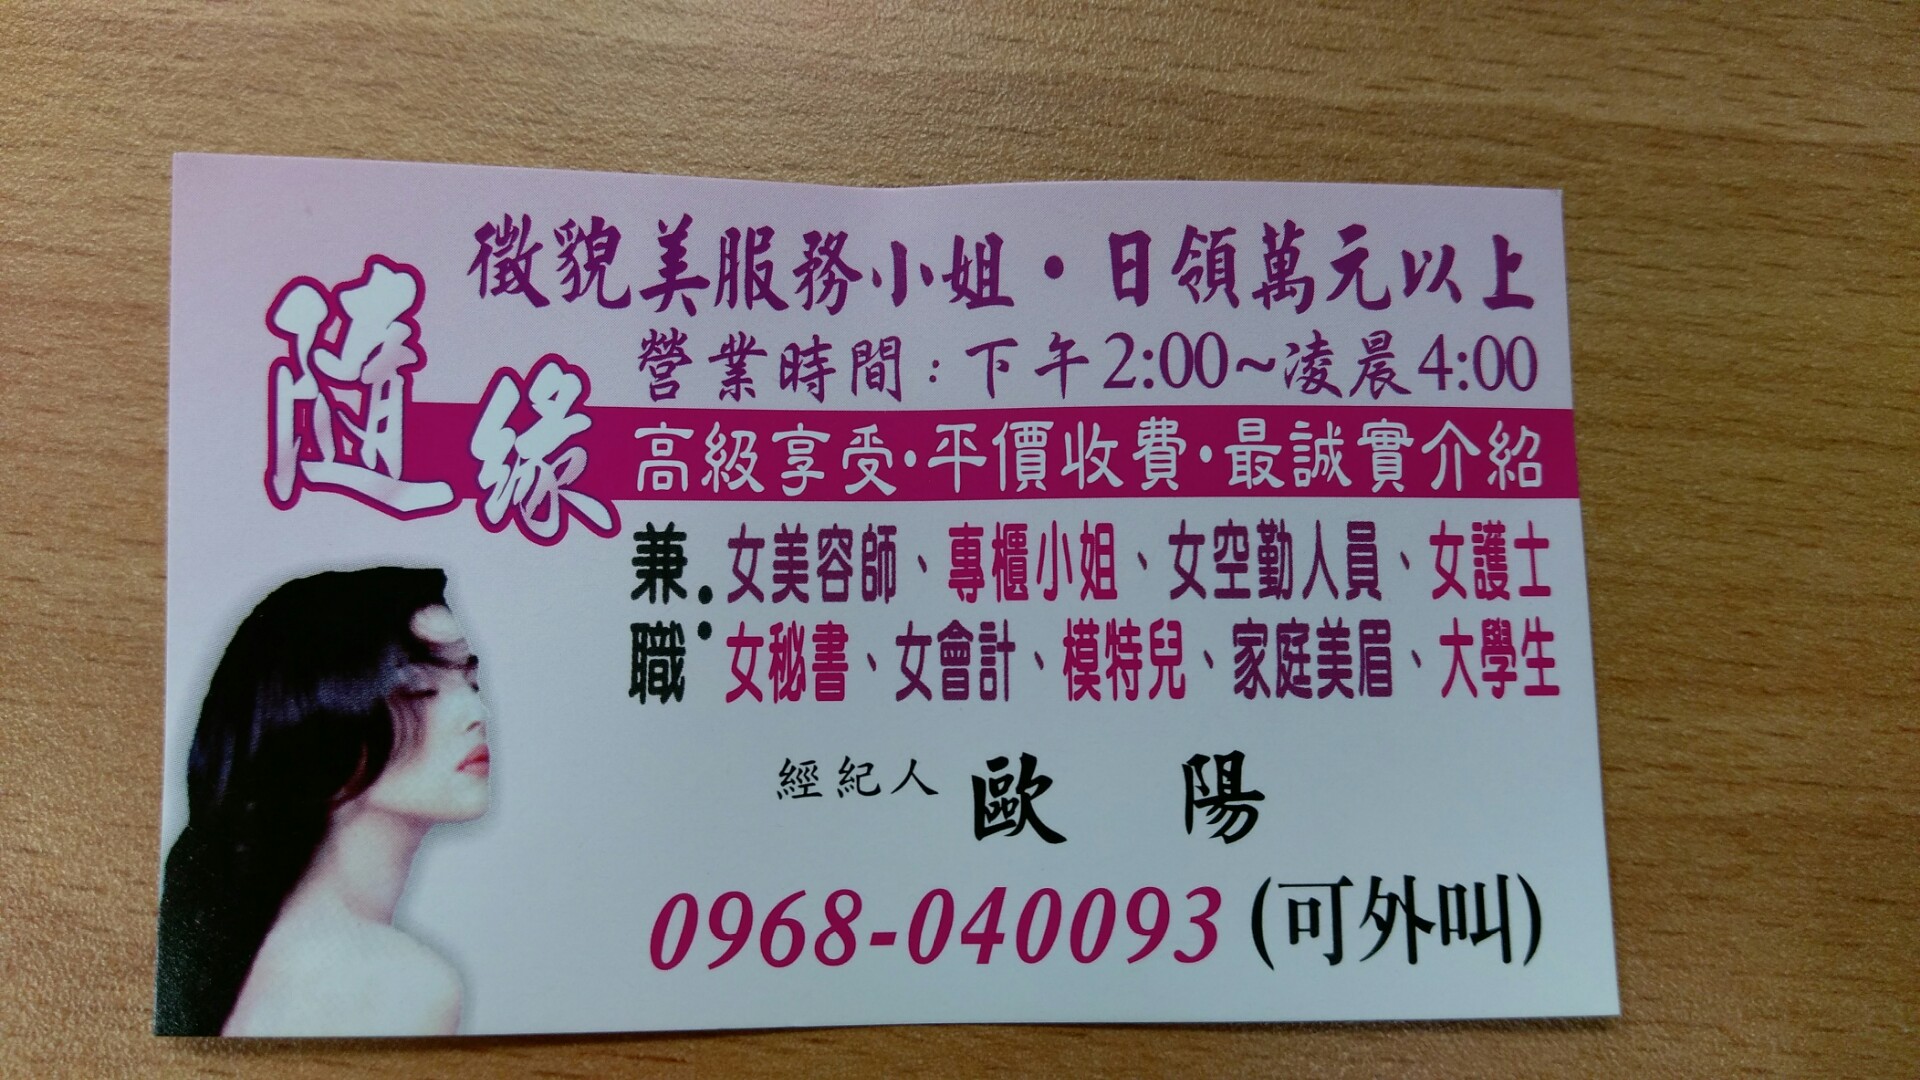 隨緣
徵貌美服務小姐・日領萬元以上
營業時間:下午2:00~凌晨4:00
高級享受・平價收費・最誠實介紹
兼職:
女美容師、專櫃小姐、女空勤人員、女護士
女秘書、女會計、模特兒、家庭美眉、大學生
經紀人 歐陽
0968-040093(可外叫)